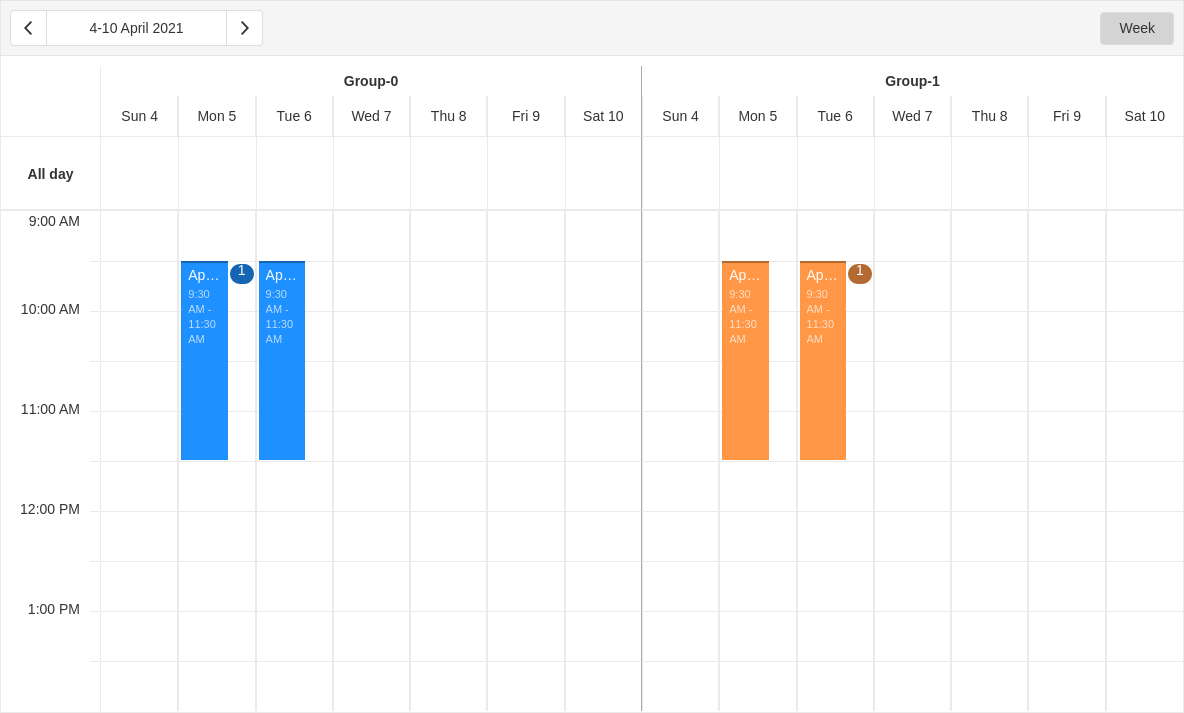 4-10 April 2021
Week
Group-0
Group-1
Sun 4
Mon 5
Tue 6
Wed 7
Thu 8
Fri 9
Sat 10
Sun 4
Mon 5
Tue 6
Wed 7
Thu 8
Fri 9
Sat 10
All day
9:00 AM
10:00 AM
11:00 AM
12:00 PM
1:00 PM
Ap…
9:30
AM -
11:30
AM
1
Ap…
9:30
AM -
11:30
AM
Ap…
9:30
AM -
11:30
AM
Ap…
9:30
AM -
11:30
AM
1